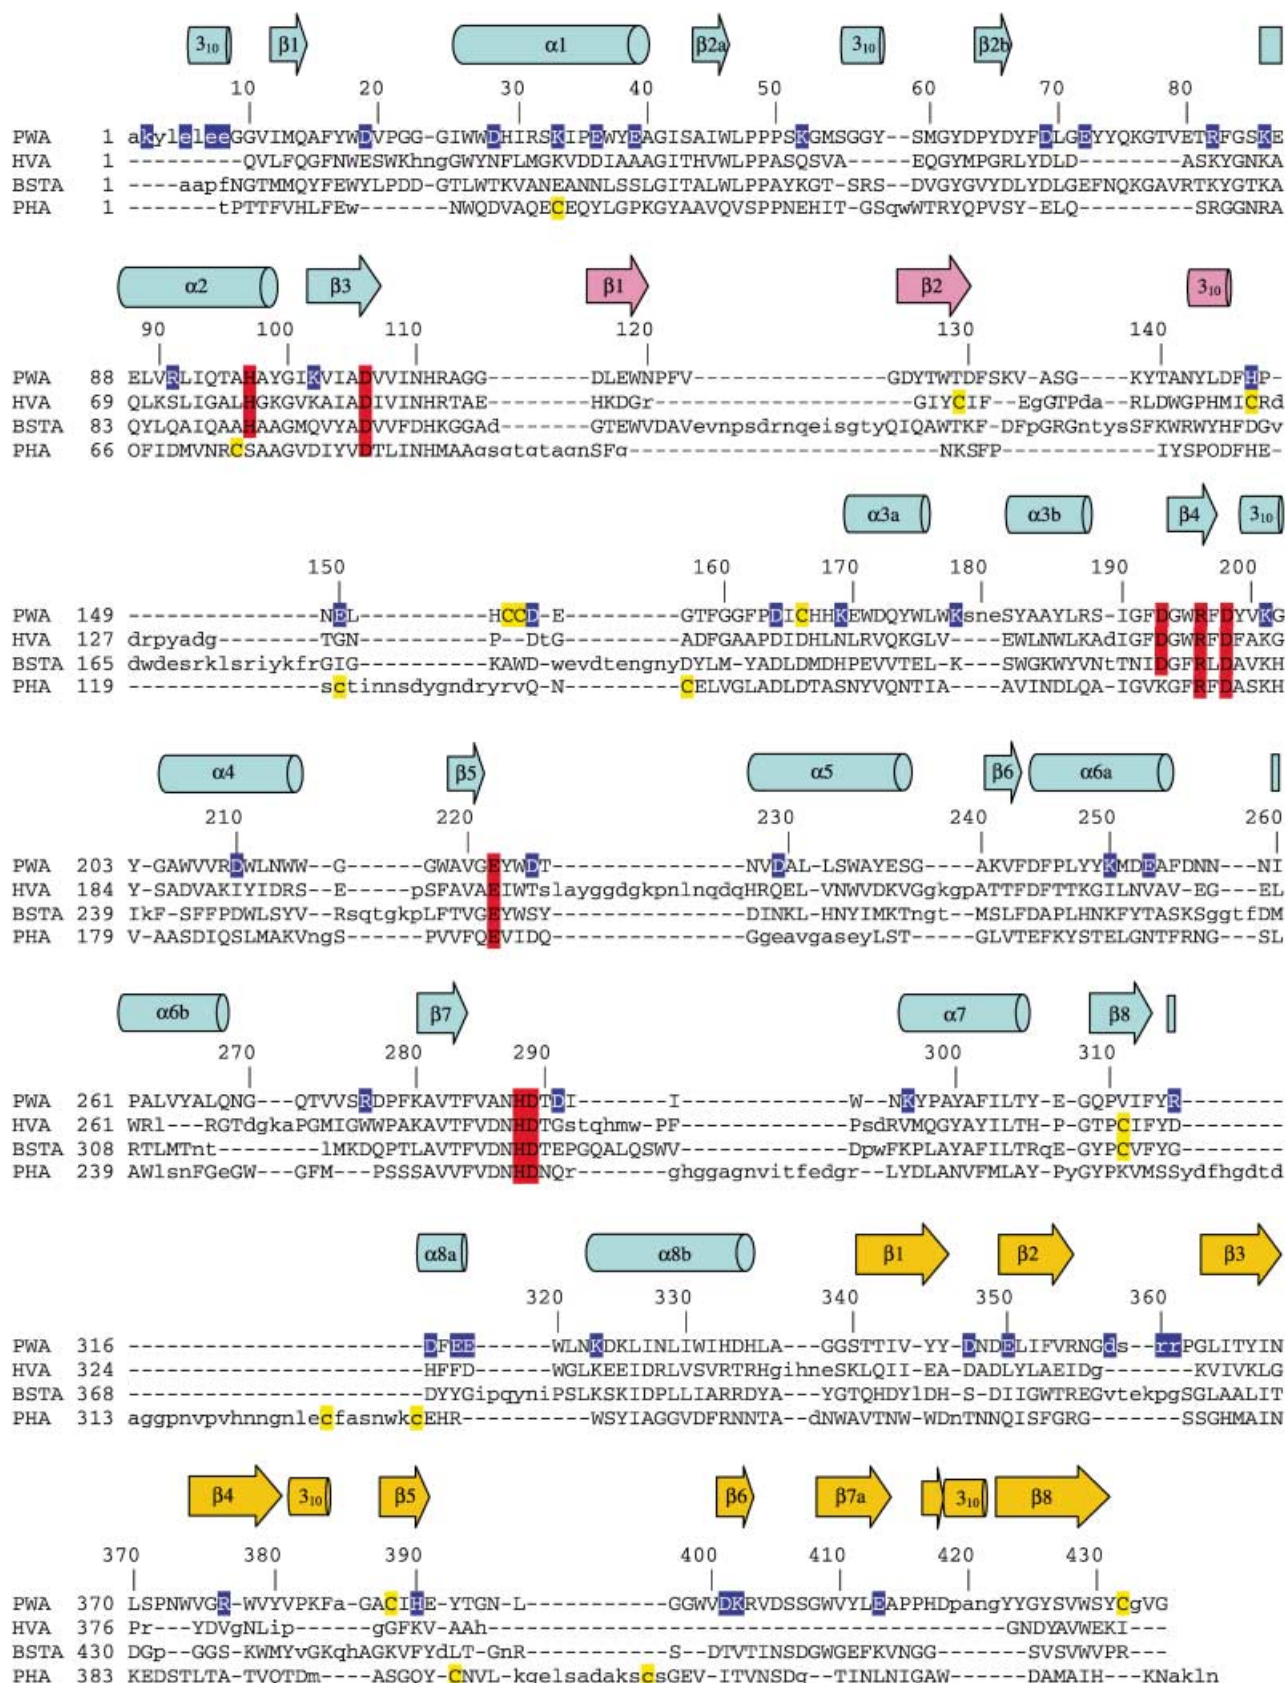 3₁₀ β1 α1 β2a 3₁₀ β2b
10 20 30 40 50 60 70 80
PWA 1 akyleleeGGVIMQAFYWDVPGG-GIWWDHIRSKIPEWYEAGISAIWLPPPSKGMSGGY--SMGYDPYDYFDLGEYYQKGTVETRFGSKE
HVA 1 ---------QVLFQGFNWESWKhngGWYNFLMGKVDDIAAAGITHVWLPPASQSVA----EQGYMPGRLYDLD--------ASKYGNKA
BSTA 1 ----aapfNGTMMQYFEWYLPDD-GTLWTKVANEANNLSSLGITALWLPPAYKGT-SRS--DVGYGVYDLYDLGEFNQKGAVRTKYGTKA
PHA 1 -------tPTTFVHLFEw-------NWQDVAQECEQYLGPKGYAAVQVSPPNEHIT-GSqwWTRYQPVSY-ELQ---------SRGGNRA
α2 β3 β1 β2 3₁₀
90 100 110 120 130 140
PWA 88 ELVRLIQTAHAYGIKVIADVVINHRAGG--------DLEWNPFV---------------GDYTWTDFSKV-ASG----KYTANYLDFHP-
HVA 69 QLKSLIGALHGKGVKAIADIVINHRTAE--------HKDGr---------------------GIYCIF--EgGTPda--RLDWGPHMICRd
BSTA 83 QYLQAIQAAHAAGMQVYADVVFDHKGGAd-------GTEWVDAVevnpsdrnqeisgtyQIQAWTKF-DFpGRGntysSFKWRWYHFDGv
PHA 66 QFIDMVNRCSAAGVDIYVDTLINHMAAgsgtgtagnSFg------------------------NKSFP--------------IYSPQDFHE-
α3a α3b β4 3₁₀
150 160 170 180 190 200
PWA 149 ---------------NEL---------HCCD-E---------GTFGGFPDICHHKEWDQYWLWKsneSYAAYLRS-IGFDGWRFDYVKG
HVA 127 drpyadg--------TGN---------P--DtG---------ADFGAAPDIDHLNLRVQKGLV----EWLNWLKAdIGFDGWRFDFAKG
BSTA 165 dwdesrklsriykfrGIG---------KAWD-wevdtengnyDYLM-YADLDMDHPEVVTEL-K---SWGKWYVNtTNIDGFRLDAVKH
PHA 119 ----------------sctinnsdygndryrvQ-N---------CELVGLADLDTASNYVQNTIA----AVINDLQA-IGVKGFRFDASKH
α4 β5 α5 β6 α6a
210 220 230 240 250 260
PWA 203 Y-GAWVVRDWLNWW--G------GWAVGEYWDT----------------NVDAL-LSWAYESG---AKVFDFPLYYKMDEAFDNN---NI
HVA 184 Y-SADVAKIYIDRS--E------pSFAVAEIWTslayggdgkpnlnqdqHRQEL-VNWVDKVGgkgpATTFDFTTKGILNVAV-EG---EL
BSTA 239 IkF-SFFPDWLSYV--RsqtgkpLFTVGEYWSY----------------DINKL-HNYIMKTngt--MSLFDAPLHNKFYTASKSggtfDM
PHA 179 V-AASDIQSLMAKVngS------PVVFQEVIDQ----------------GgeavgaseyLST-----GLVTEFKYSTELGNTFRNG---SL
α6b β7 α7 β8
270 280 290 300 310
PWA 261 PALVYALQNG---QTVVSRDPFKAVTFVANHDTDI-------I-------------W--NKYPAYAFILTY-E-GQPVIFYR--------
HVA 261 WRl---RGTdgkaPGMIGWWPAKAVTFVDNHDTGstqhmw-PF-------------PsdRVMQGYAYILTH-P-GTPCIFYD--------
BSTA 308 RTLMTnt--------lMKDQPTLAVTFVDNHDTEPGQALQSWV-------------DpwFKPLAYAFILTRqE-GYPCVFYG--------
PHA 239 AWlsnFGeGW---GFM--PSSSAVVFVDNHDNQr---------ghggagnvitfedgr--LYDLANVFMLAY-PyGYPKVMSSydfhgdtd
α8a α8b β1 β2 β3
320 330 340 350 360
PWA 316 -----------------------DFEE------WLNKDKLINLIWIHDHLA---GGSTTIV-YY-DNDELIFVRNGds--rrPGLITYIN
HVA 324 -----------------------HFFD------WGLKEEIDRLVSVRTRHgihneSKLQII-EA-DADLYLAEIDg------KVIVKLG
BSTA 368 -----------------------DYYGipqyniPSLKSKIDPLLIARRDYA---YGTQHDYlDH-S-DIIGWTREGvtekpgSGLAALIT
PHA 313 aggpnvpvhnngnlecfasnwkcEHR---------WSYIAGGVDFRNNTA--dNWAVTNW-WDnTNNQISFGRG------SSGHMAIN
β4 3₁₀ β5 β6 β7a 3₁₀ β8
370 380 390 400 410 420 430
PWA 370 LSPNWVGR-WVYVPKFa-GACIHE-YTGN-L-----------GGWVDKRVDSSGWVYLEAPPHDpangYYGYSVWSYCgVG
HVA 376 Pr---YDVgNLip------gGFKV-AAh-----------------------------------------GNDYAVWEKI---
BSTA 430 DGp--GGS-KWMYvGKqhAGKVFYdLT-GnR-----------S--DTVTINSDGWGEFKVNGG------SVSVWVPR--
PHA 383 KEDSTLTA-TVQTDm----ASGQY-CNVL-kgelsadakscsGEV-ITVNSDg--TINLNIGAW------DAMAIH---KNakln